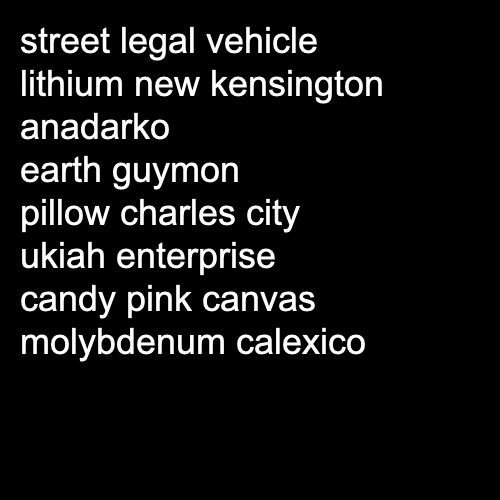 street legal vehicle
lithium new kensington
anadarko
earth guymon
pillow charles city
ukiah enterprise
candy pink canvas
molybdenum calexico